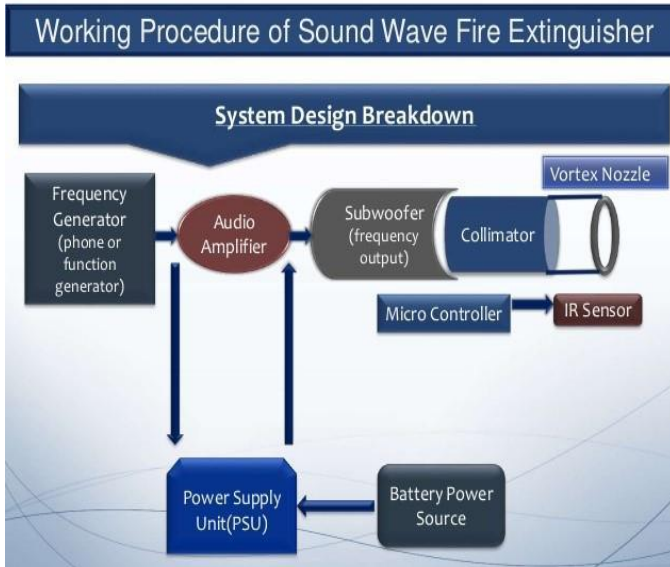 Working Procedure of Sound Wave Fire Extinguisher
System Design Breakdown
Frequency
Generator
(phone or
function
generator)
Audio
Amplifier
Subwoofer
(frequency
output)
Collimator
Vortex Nozzle
Micro Controller
IR Sensor
Power Supply
Unit(PSU)
Battery Power
Source